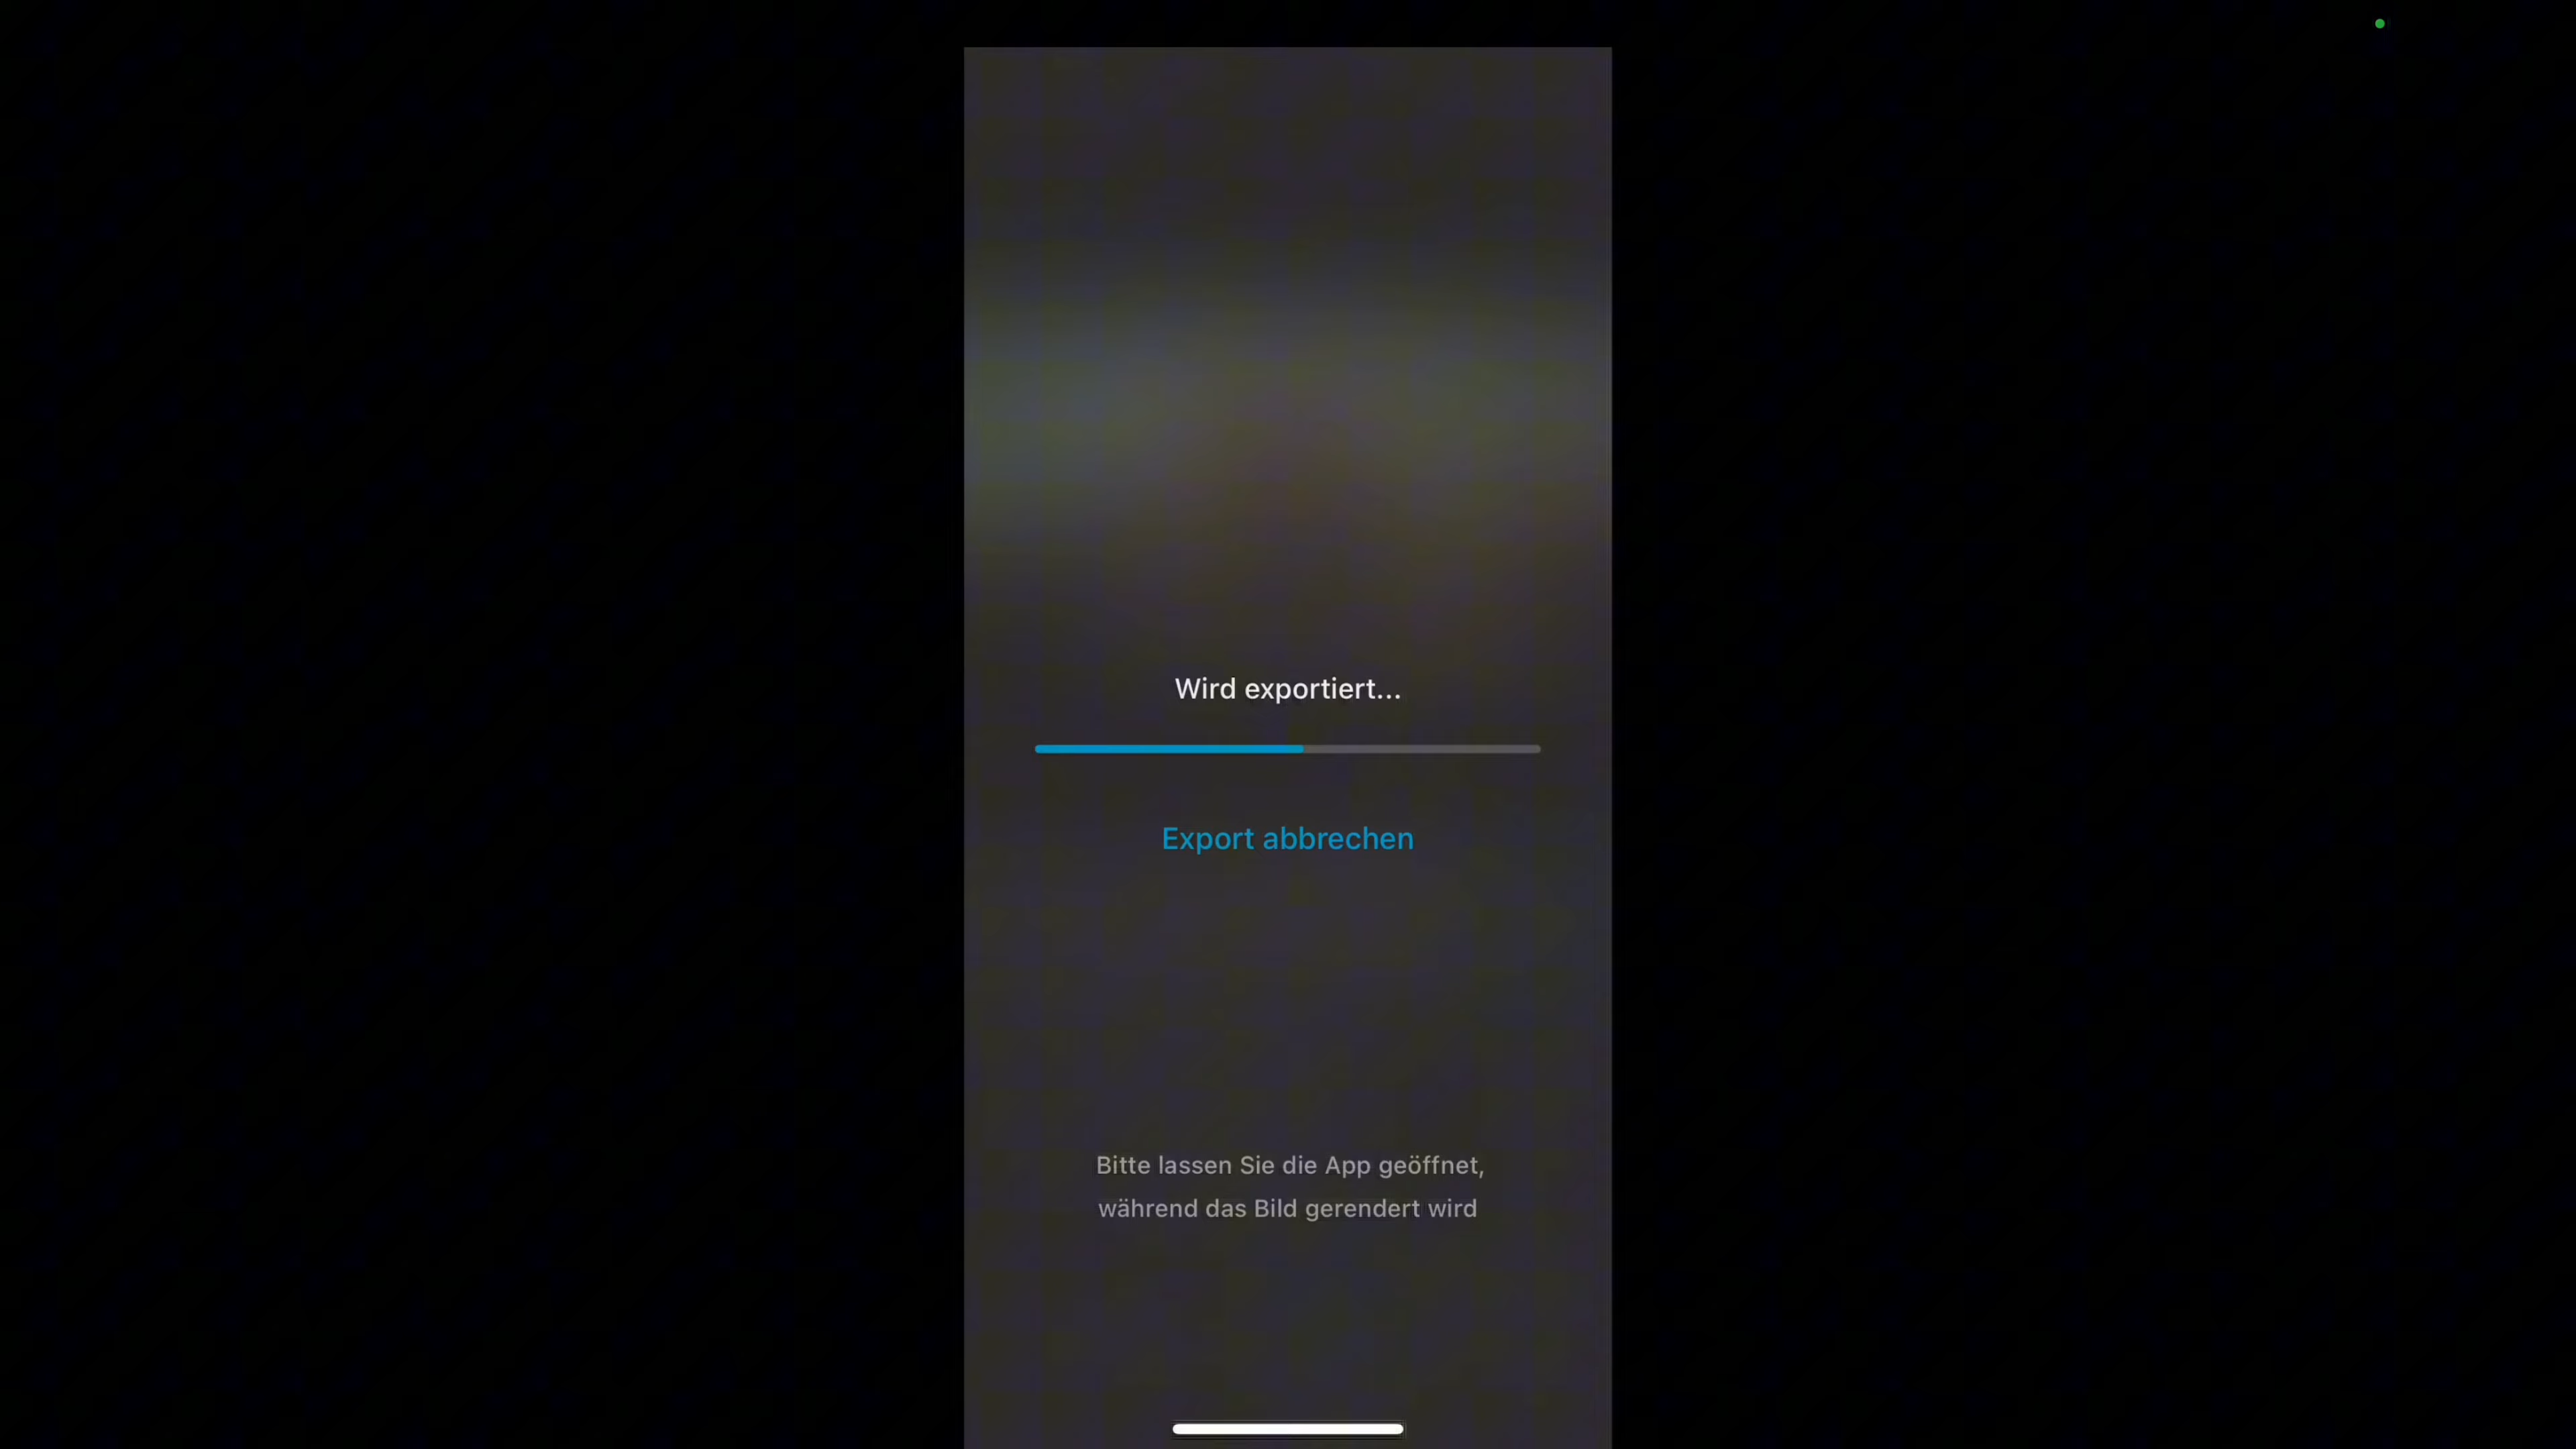 Wird exportiert...
Export abbrechen
Bitte lassen Sie die App geöffnet,
während das Bild gerendert wird